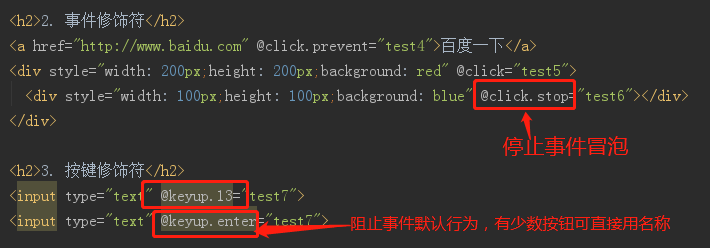 <h2>2. 事件修饰符</h2>
<a href="http://www.baidu.com" @click.prevent="test4">百度一下</a>
<div style="width: 200px;height: 200px;background: red" @click="test5">
<div style="width: 100px;height: 100px;background: blue" @click.stop="test6"></div>
</div>
停止事件冒泡
<h2>3. 按键修饰符</h2>
<input type="text" @keyup.13="test7">
<input type="text" @keyup.enter="test7">
阻止事件默认行为，有少数按钮可直接用名称